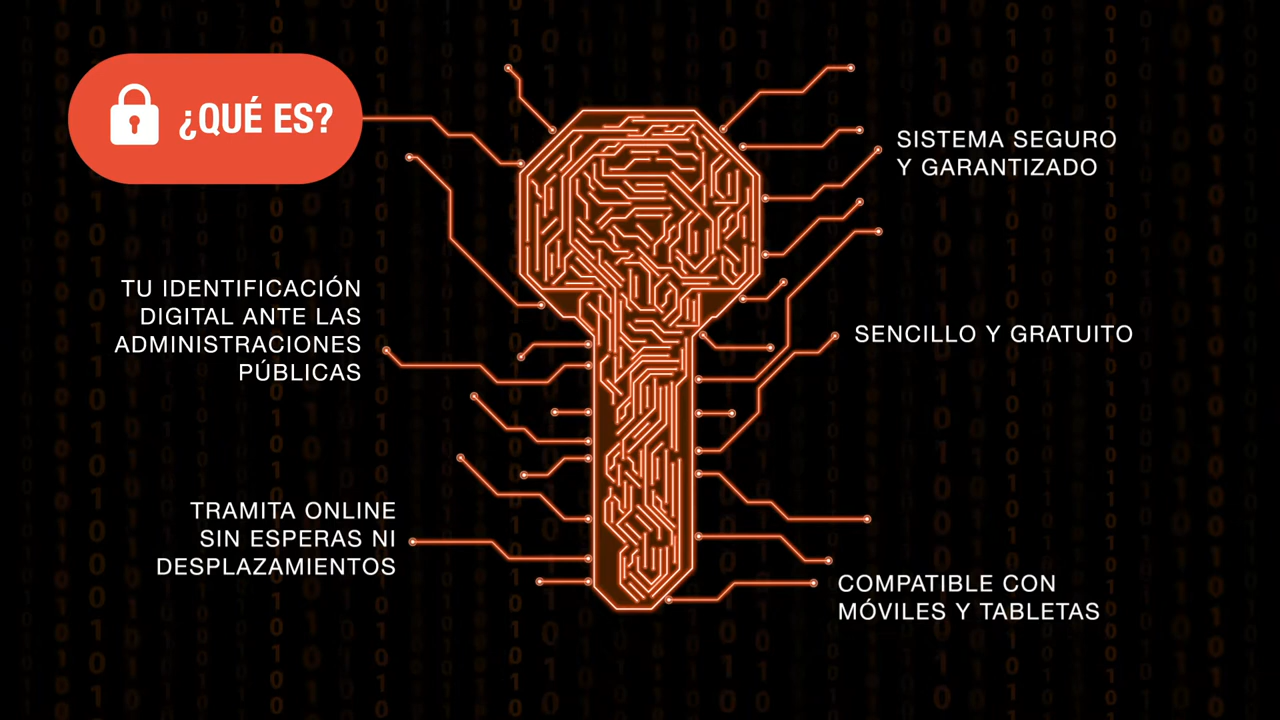 ¿QUÉ ES?
TU IDENTIFICACIÓN
DIGITAL ANTE LAS
ADMINISTRACIONES
PÚBLICAS
TRAMITA ONLINE
SIN ESPERAS NI
DESPLAZAMIENTOS
SISTEMA SEGURO
Y GARANTIZADO
SENCILLO Y GRATUITO
COMPATIBLE CON
MÓVILES Y TABLETAS